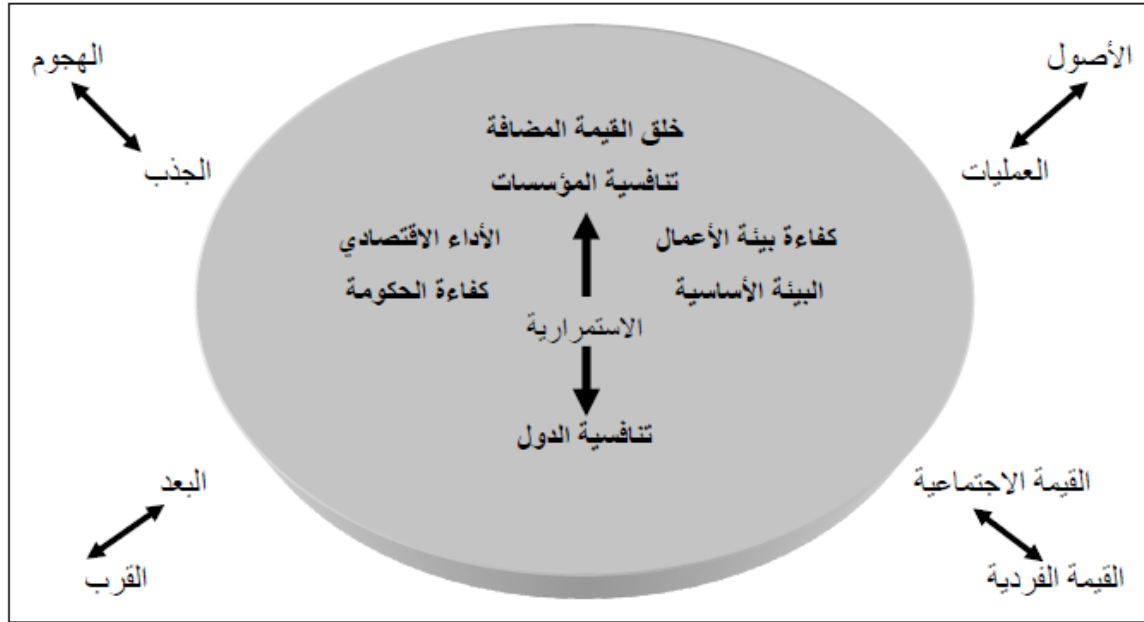 الأصول
الهجوم
خلق القيمة المضافة
العمليات
الجذب
تنافسية المؤسسات
كفاءة بيئة الأعمال
الأداء الاقتصادي
البيئة الأساسية
كفاءة الحكومة
الاستمرارية
تنافسية الدول
القيمة الاجتماعية
البعد
القيمة الفردية
القرب